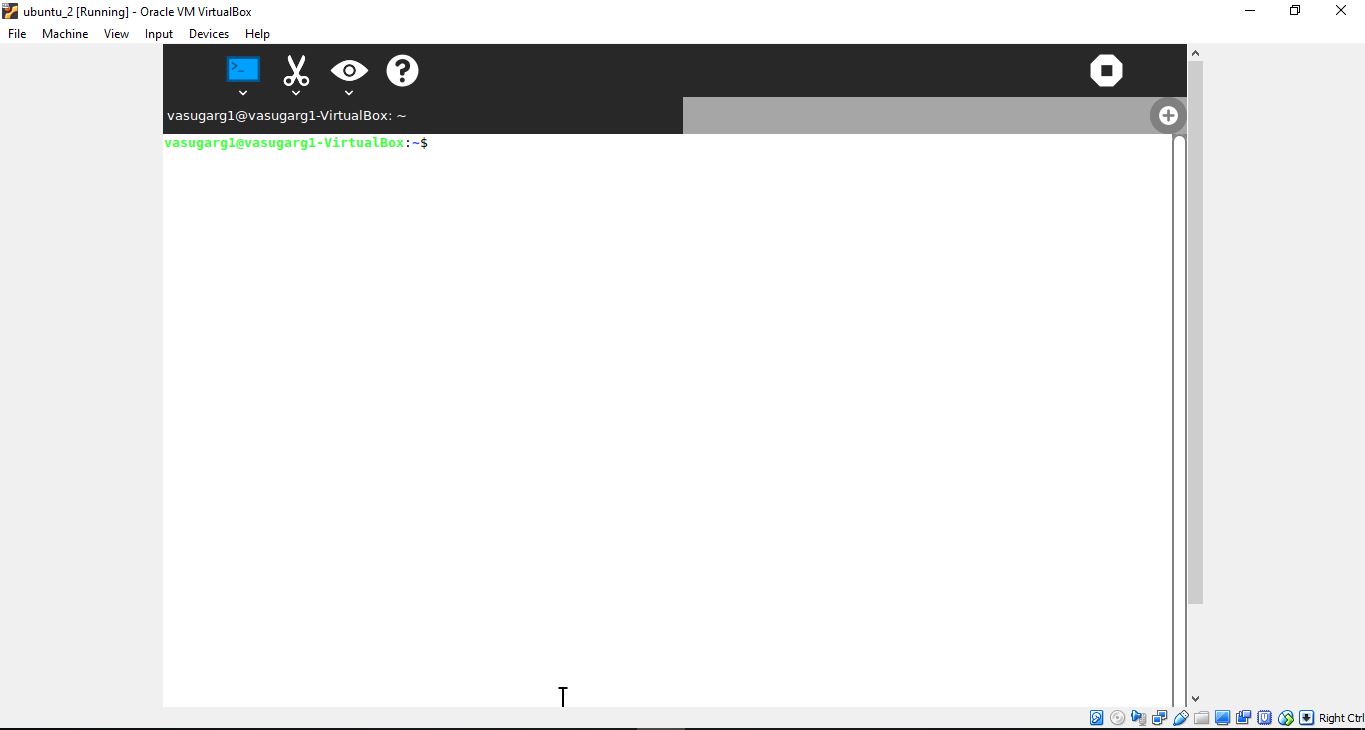 ubuntu_2 [Running] - Oracle VM VirtualBox
File Machine View Input Devices Help
vasugarg1@vasugarg1-VirtualBox: ~
vasugarg1@vasugarg1-VirtualBox:~$
Right Ctrl